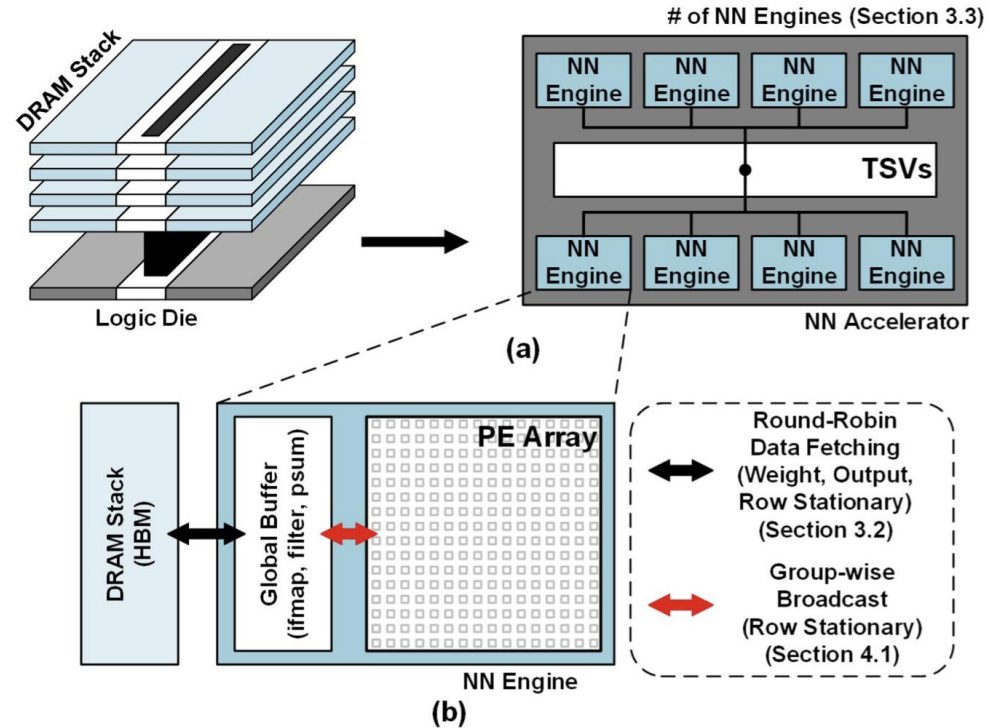 # of NN Engines (Section 3.3)
DRAM Stack
NN
Engine
NN
Engine
NN
Engine
NN
Engine
TSVs
NN
Engine
NN
Engine
NN
Engine
NN
Engine
Logic Die
NN Accelerator
(a)
DRAM Stack
(HBM)
Global Buffer
(ifmap, filter, psum)
PE Array
NN Engine
Round-Robin
Data Fetching
(Weight, Output,
Row Stationary)
(Section 3.2)
Group-wise
Broadcast
(Row Stationary)
(Section 4.1)
(b)